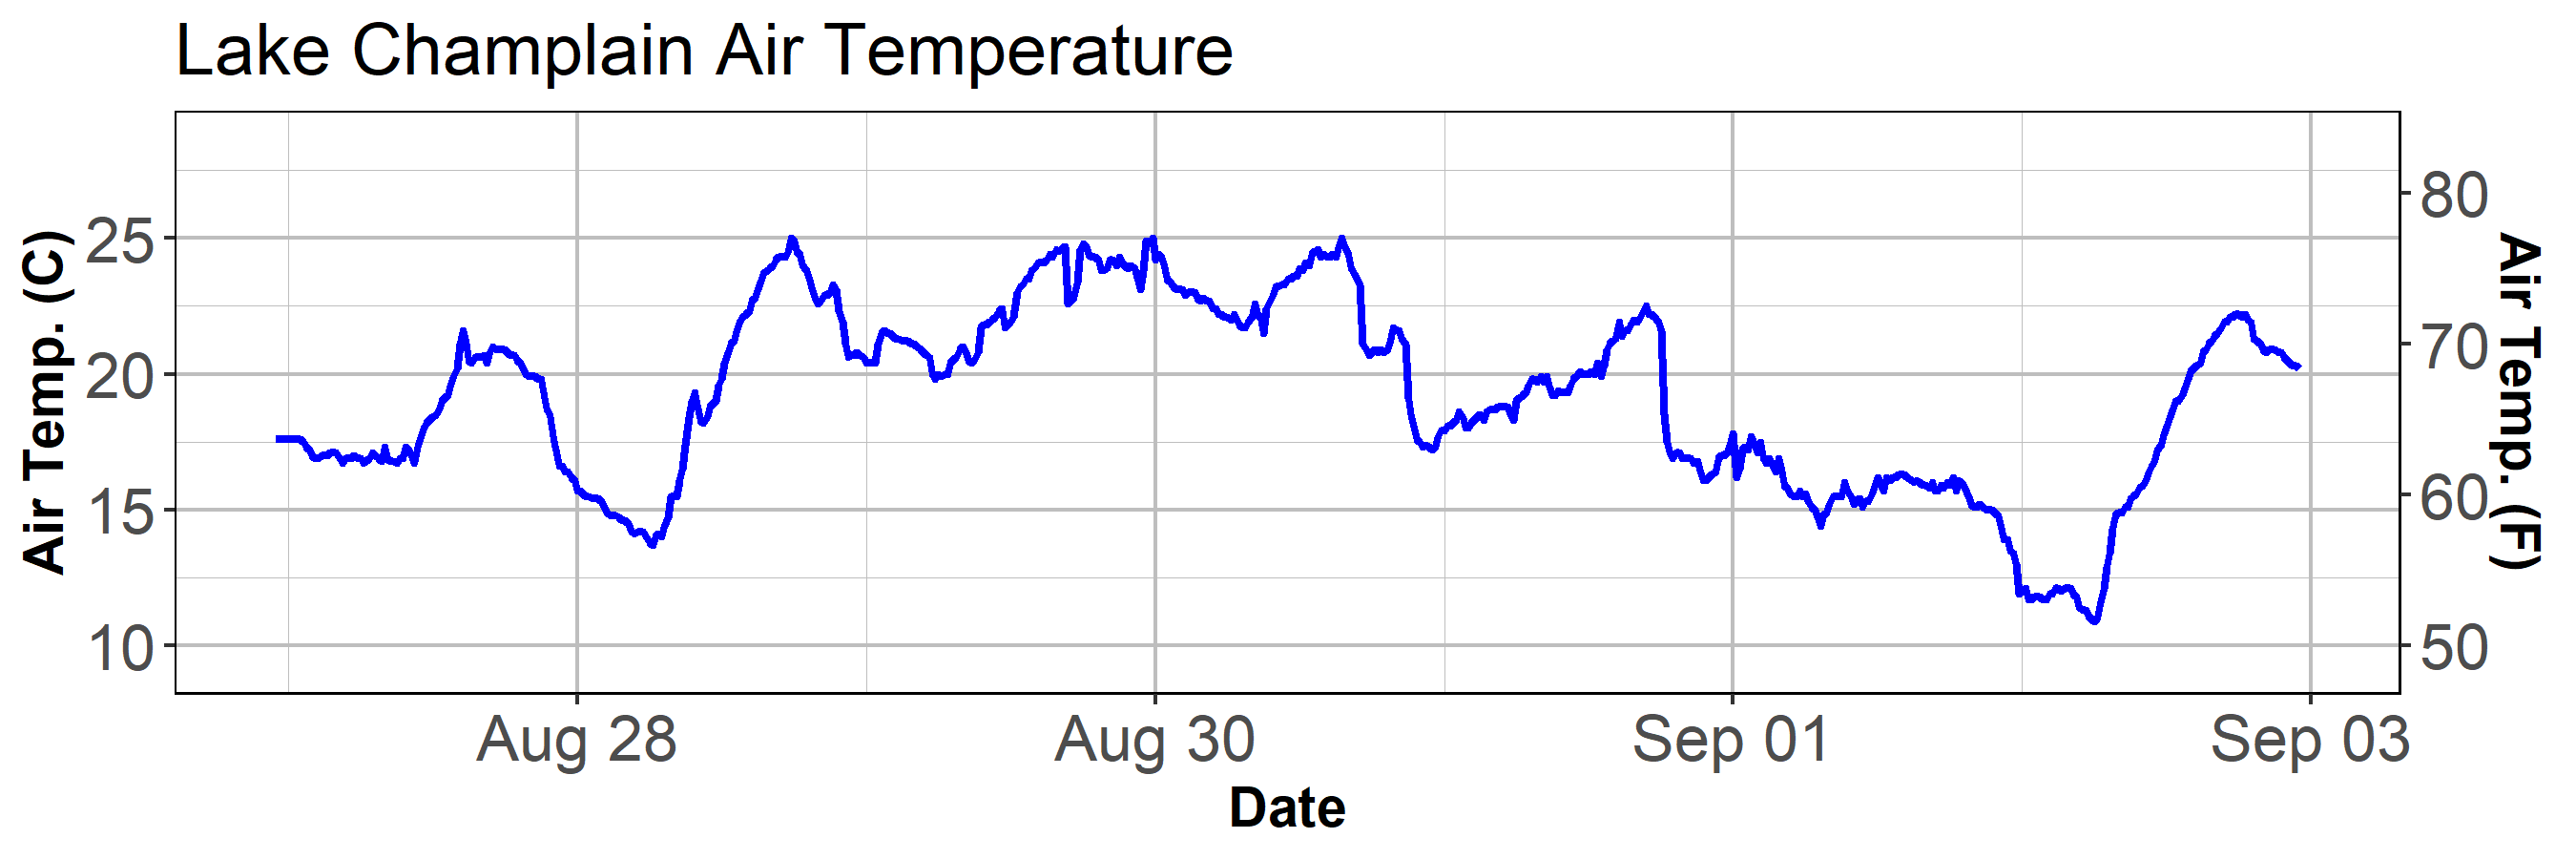 Lake Champlain Air Temperature
Air Temp. (C)
25
20
15
10
80
70
60
50
Air Temp. (F)
Aug 28
Aug 30
Sep 01
Sep 03
Date